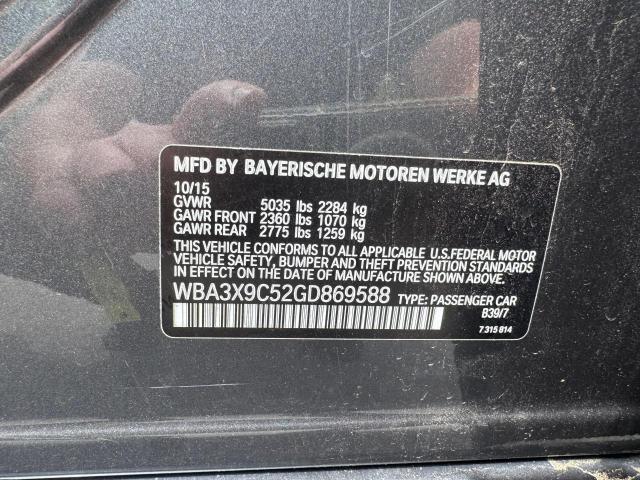 MFD BY BAYERISCHE MOTOREN WERKE AG
10/15
GVWR 5035 lbs 2284 kg
GAWR FRONT 2360 lbs 1070 kg
GAWR REAR 2775 lbs 1259 kg
THIS VEHICLE CONFORMS TO ALL APPLICABLE U.S.FEDERAL MOTOR
VEHICLE SAFETY, BUMPER AND THEFT PREVENTION STANDARDS
IN EFFECT ON THE DATE OF MANUFACTURE SHOWN ABOVE.
WBA3X9C52GD869588 TYPE: PASSENGER CAR
B39/7
7 315 814